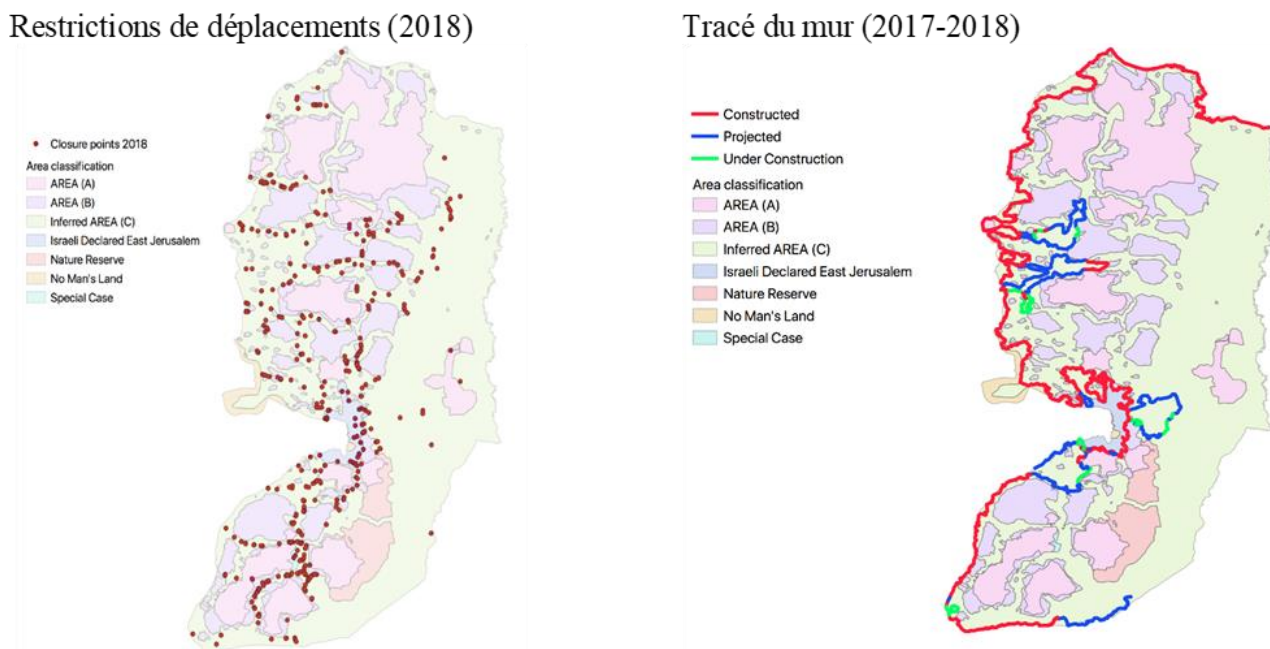 Restrictions de déplacements (2018)
Closure points 2018
Area classification
AREA (A)
AREA (B)
Inferred AREA (C)
Israeli Declared East Jerusalem
Nature Reserve
No Man's Land
Special Case
Tracé du mur (2017-2018)
Constructed
Projected
Under Construction
Area classification
AREA (A)
AREA (B)
Inferred AREA (C)
Israeli Declared East Jerusalem
Nature Reserve
No Man's Land
Special Case